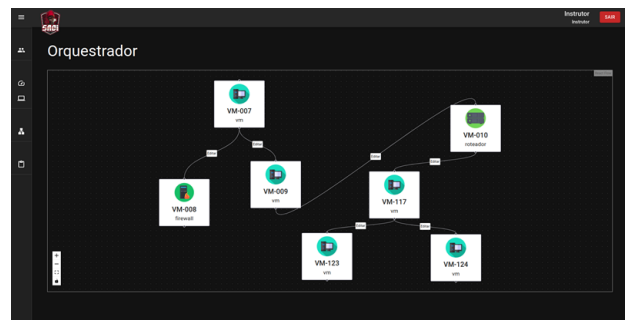 Instrutor
Instrutor
SAIR
Orquestrador
VM-007
vm
VM-010
roteador
VM-008
firewall
VM-009
vm
VM-117
vm
VM-123
vm
VM-124
vm